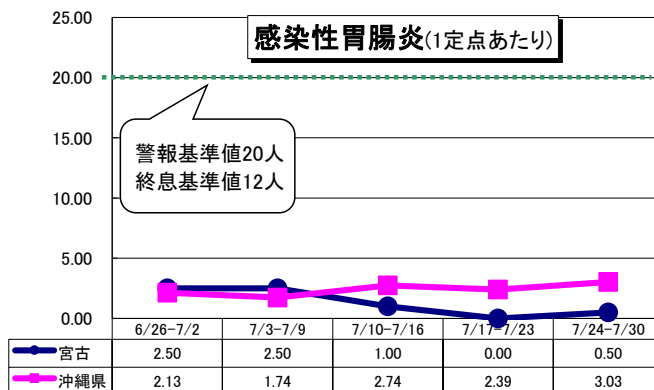 感染性胃腸炎(1定点あたり)
25.00
20.00
15.00
10.00
5.00
0.00
警報基準値20人
終息基準値12人
6/26-7/2 7/3-7/9 7/10-7/16 7/17-7/23 7/24-7/30
宮古 2.50 2.50 1.00 0.00 0.50
沖縄県 2.13 1.74 2.74 2.39 3.03